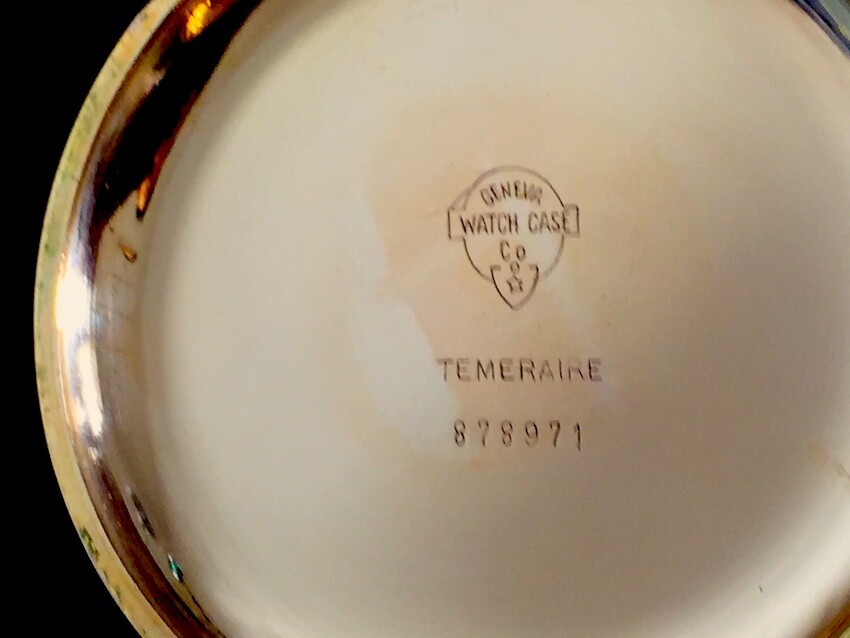 GENEVA
WATCH CASE
Co
TEMERAIRE
878971